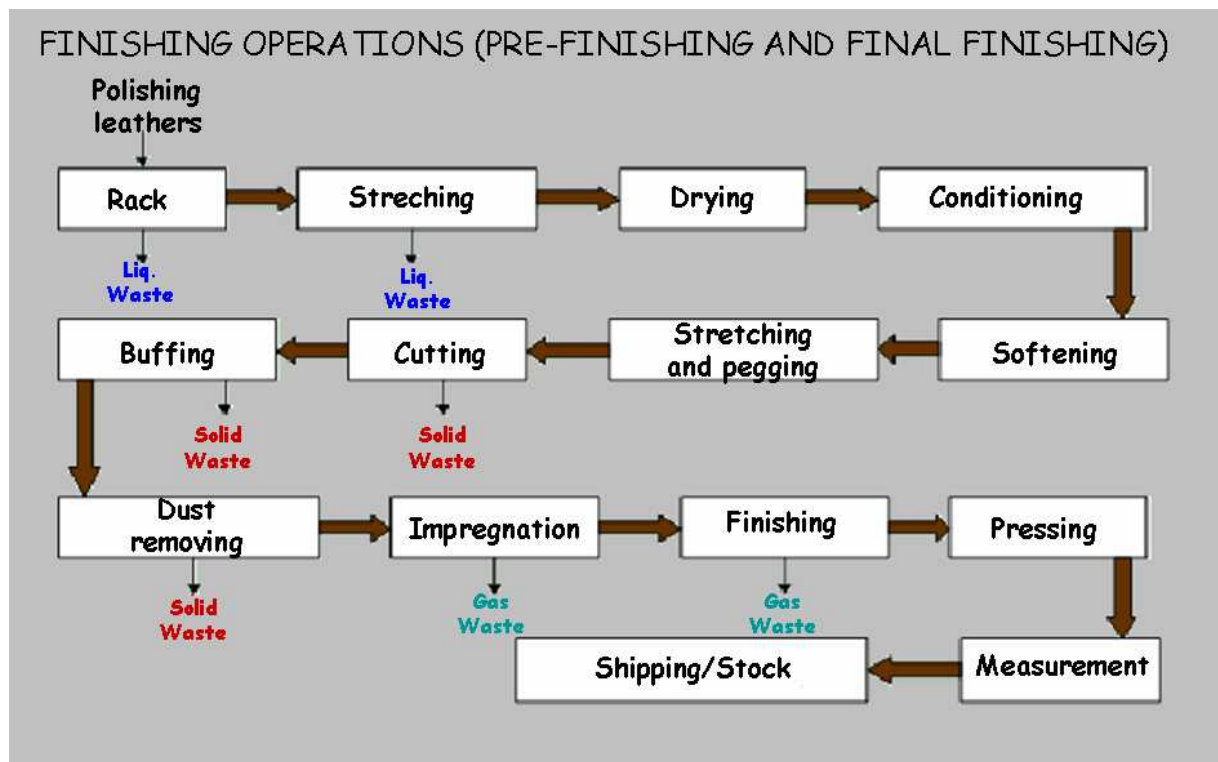 FINISHING OPERATIONS (PRE-FINISHING AND FINAL FINISHING)
Polishing
leathers
Rack
Streching
Drying
Conditioning
Liq.
Waste
Liq.
Waste
Buffing
Cutting
Stretching
and pegging
Softening
Solid
Waste
Solid
Waste
Dust
removing
Impregnation
Finishing
Pressing
Solid
Waste
Gas
Waste
Gas
Waste
Shipping/Stock
Measurement